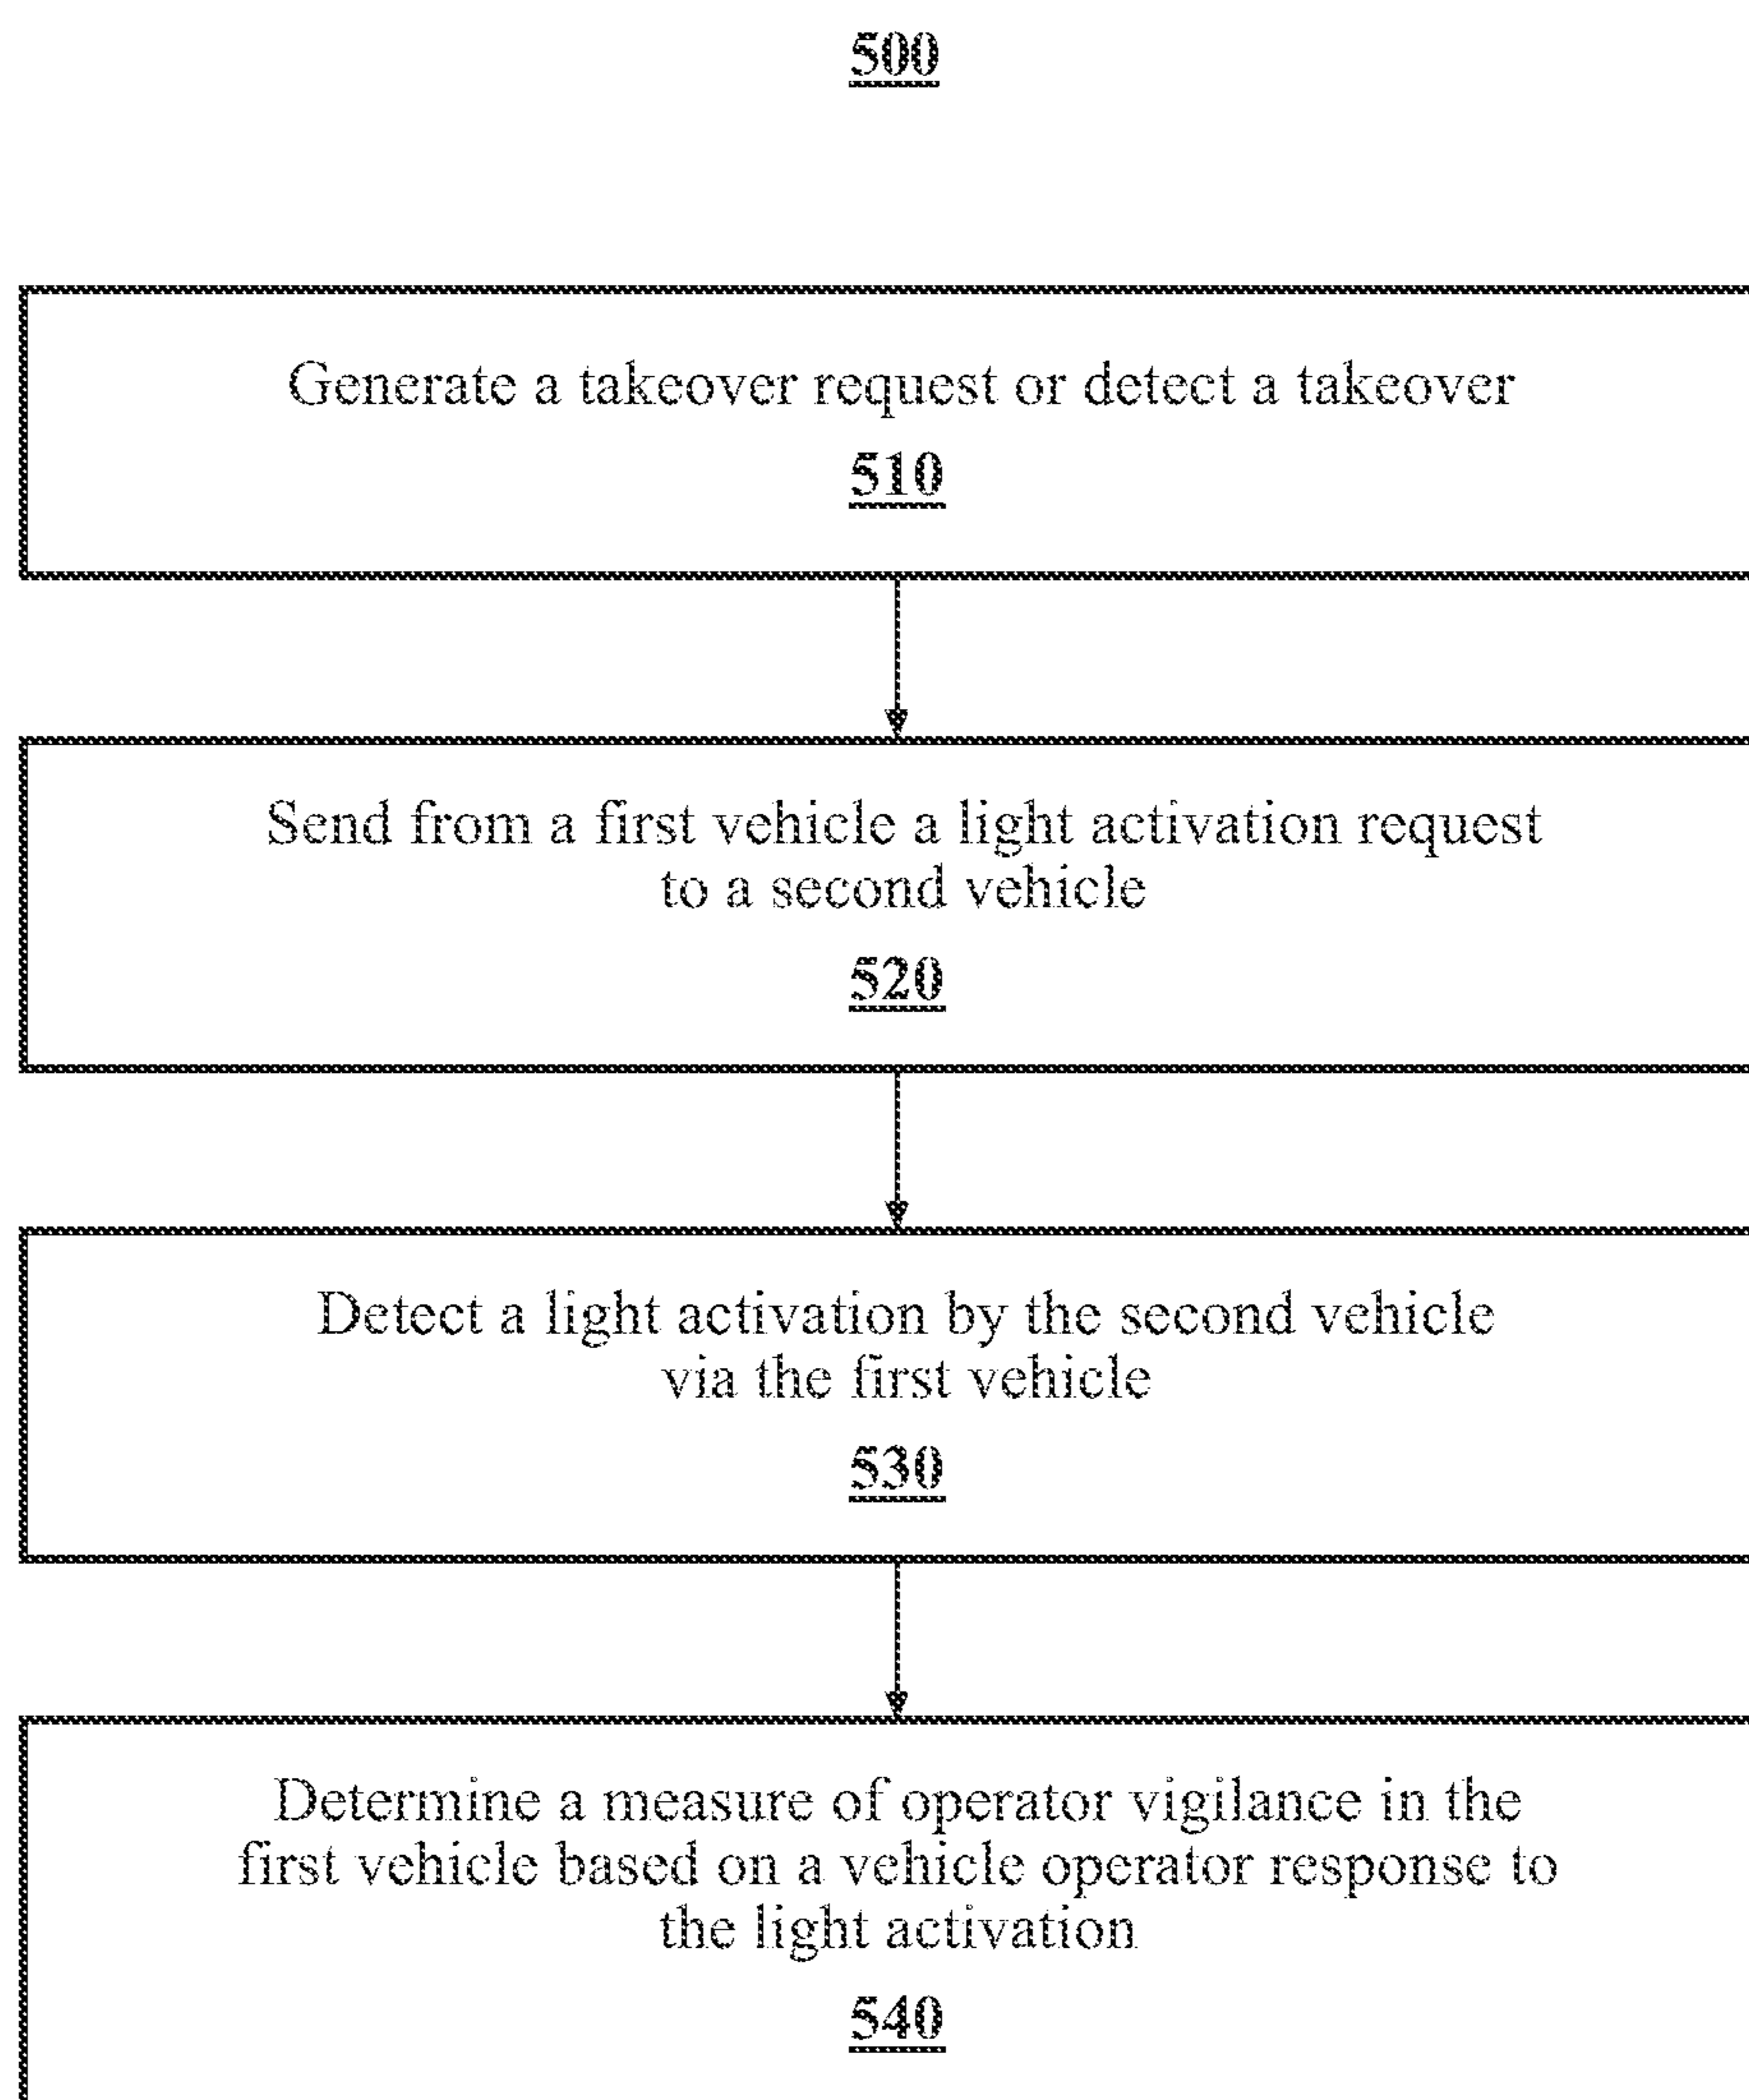 500
Generate a takeover request or detect a takeover
510
Send from a first vehicle a light activation request
to a second vehicle
520
Detect a light activation by the second vehicle
via the first vehicle
530
Determine a measure of operator vigilance in the
first vehicle based on a vehicle operator response to
the light activation
540